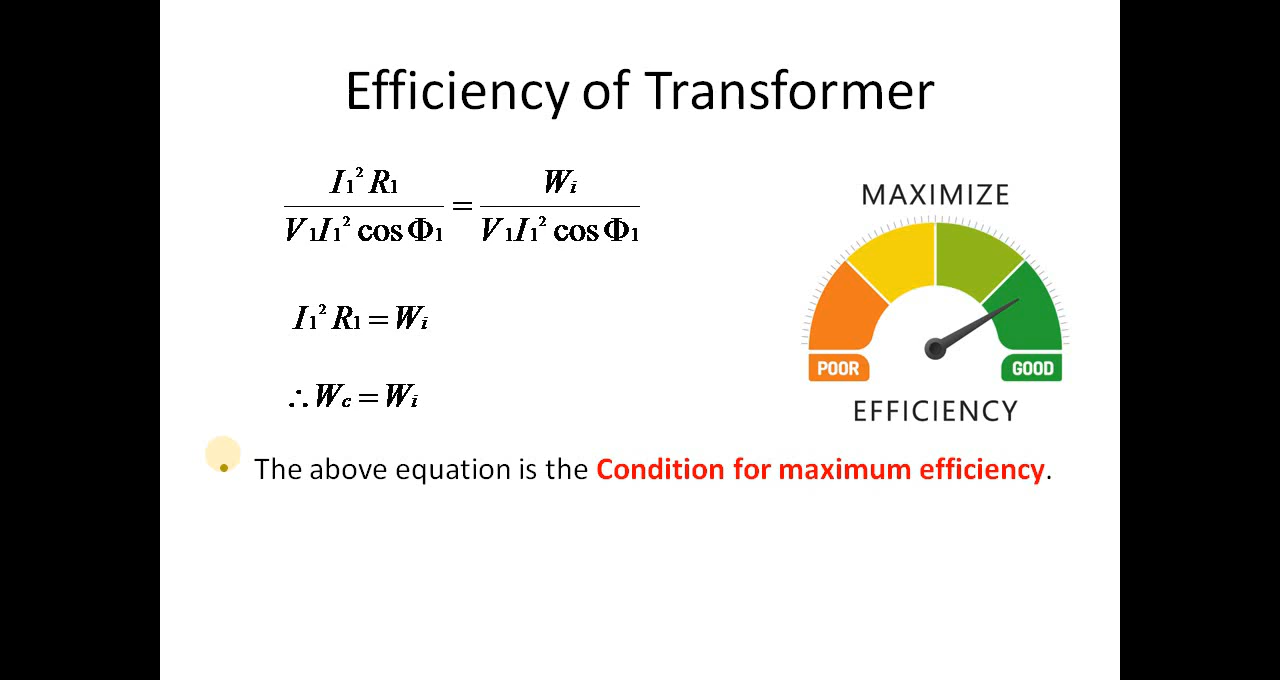 Efficiency of Transformer
I₁² R₁ / V₁I₁² cos Φ₁ = Wᵢ / V₁I₁² cos Φ₁
I₁² R₁ = Wᵢ
∴ W꜀ = Wᵢ
MAXIMIZE
POOR GOOD
EFFICIENCY
• The above equation is the Condition for maximum efficiency.